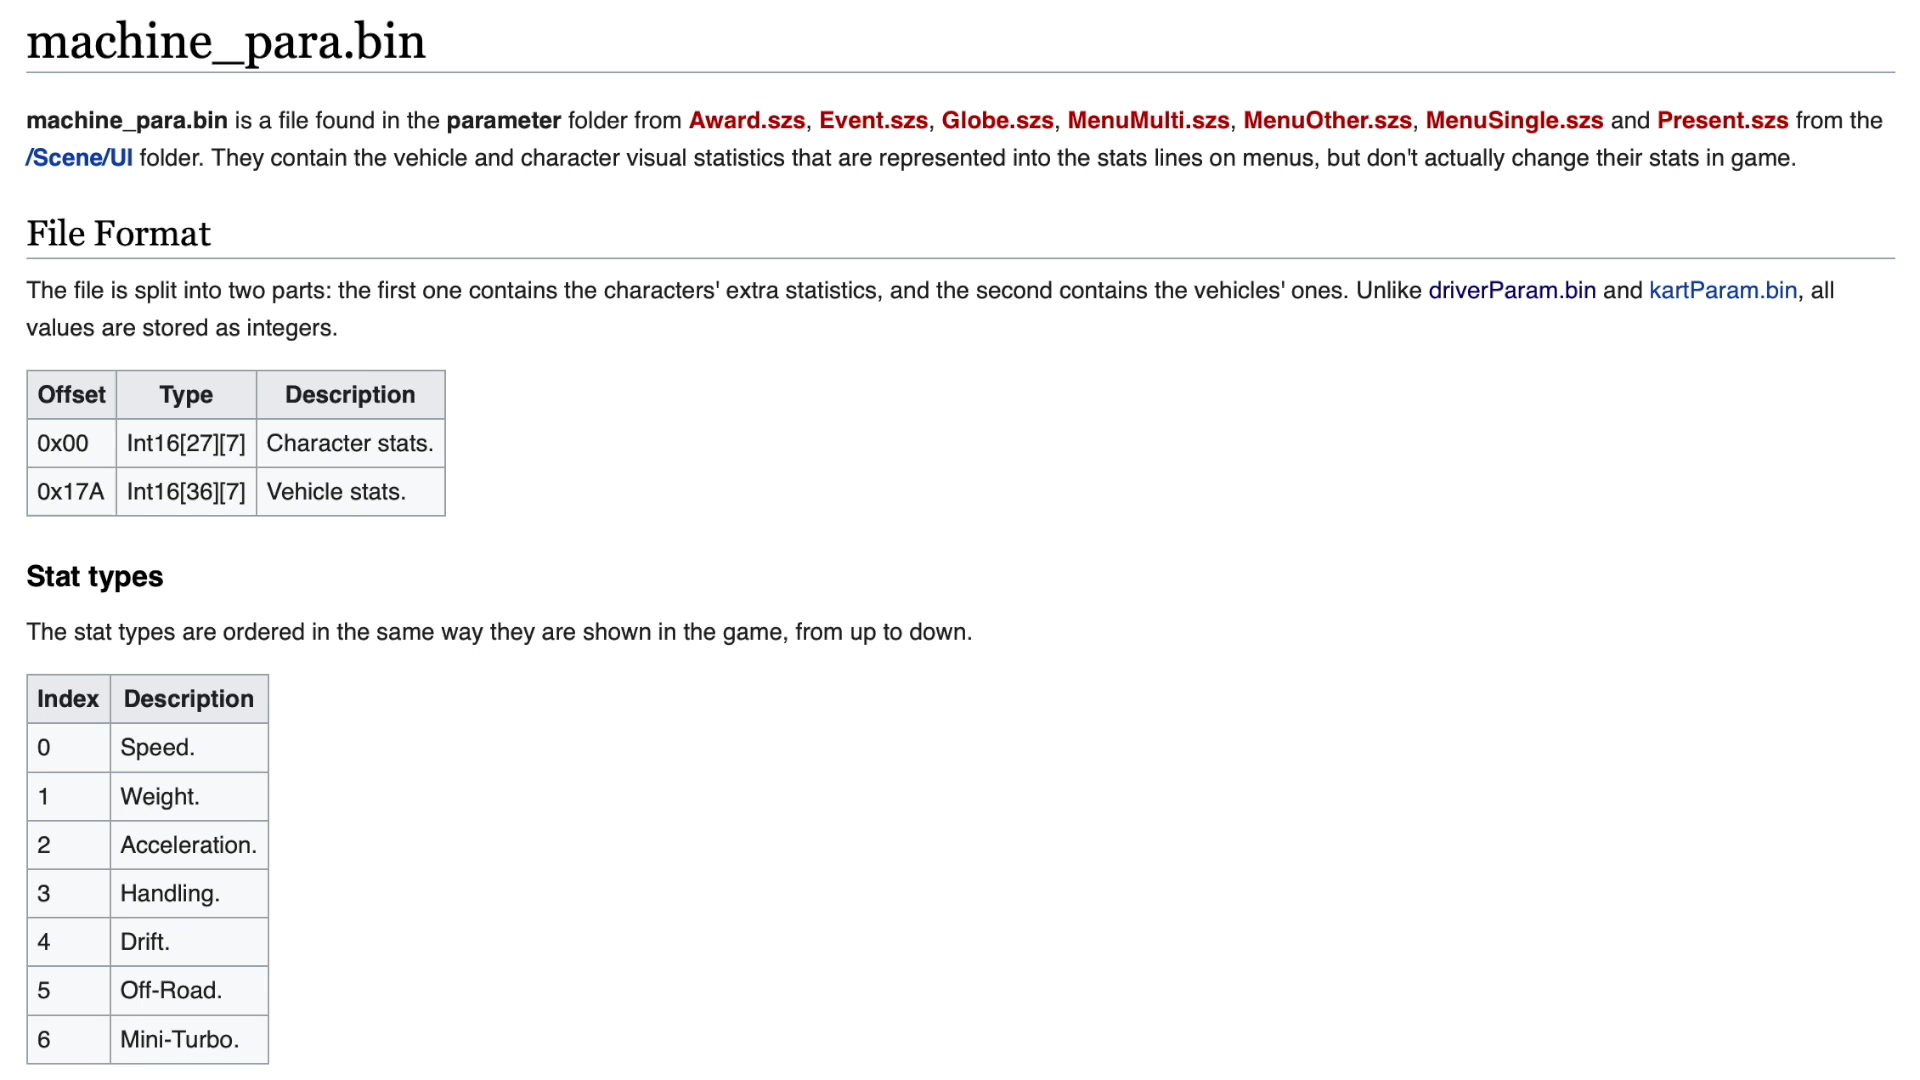 machine_para.bin
machine_para.bin is a file found in the parameter folder from Award.szs, Event.szs, Globe.szs, MenuMulti.szs, MenuOther.szs, MenuSingle.szs and Present.szs from the
/Scene/UI folder. They contain the vehicle and character visual statistics that are represented into the stats lines on menus, but don't actually change their stats in game.
File Format
The file is split into two parts: the first one contains the characters' extra statistics, and the second contains the vehicles' ones. Unlike driverParam.bin and kartParam.bin, all
values are stored as integers.
Offset Type Description
0x00 Int16[27][7] Character stats.
0x17A Int16[36][7] Vehicle stats.
Stat types
The stat types are ordered in the same way they are shown in the game, from up to down.
Index Description
0 Speed.
1 Weight.
2 Acceleration.
3 Handling.
4 Drift.
5 Off-Road.
6 Mini-Turbo.